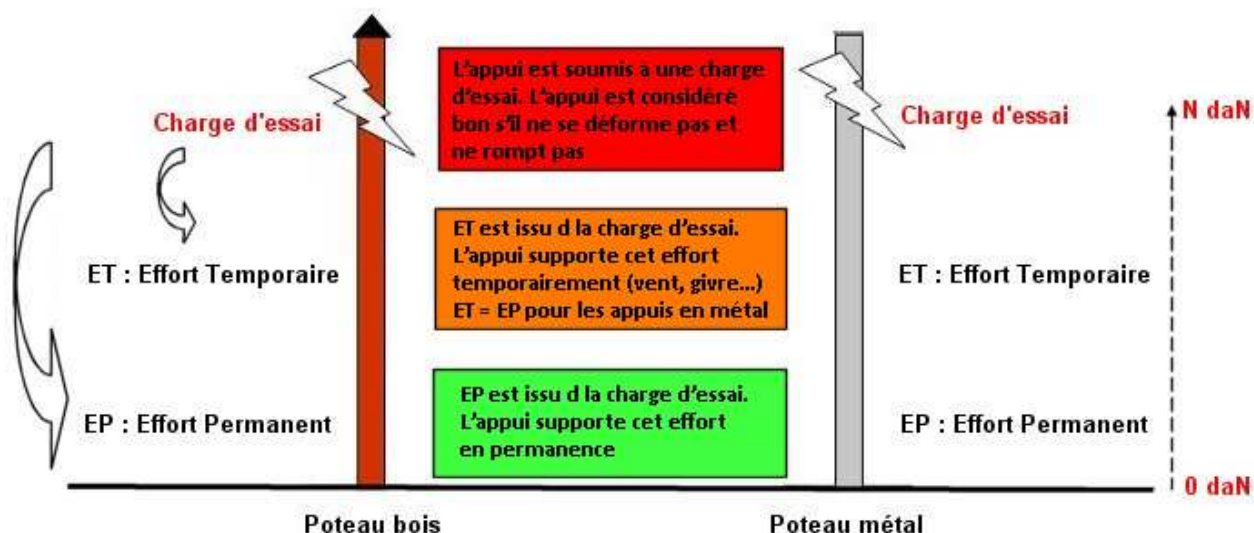 L'appui est soumis à une charge
d'essai. L'appui est considéré
bon s'il ne se déforme pas et
ne rompt pas
Charge d'essai
Charge d'essai
N daN
ET est issu d la charge d'essai.
L'appui supporte cet effort
temporairement (vent, givre...)
ET = EP pour les appuis en métal
ET : Effort Temporaire
ET : Effort Temporaire
EP est issu d la charge d'essai.
L'appui supporte cet effort
en permanence
EP : Effort Permanent
EP : Effort Permanent
0 daN
Poteau bois
Poteau métal